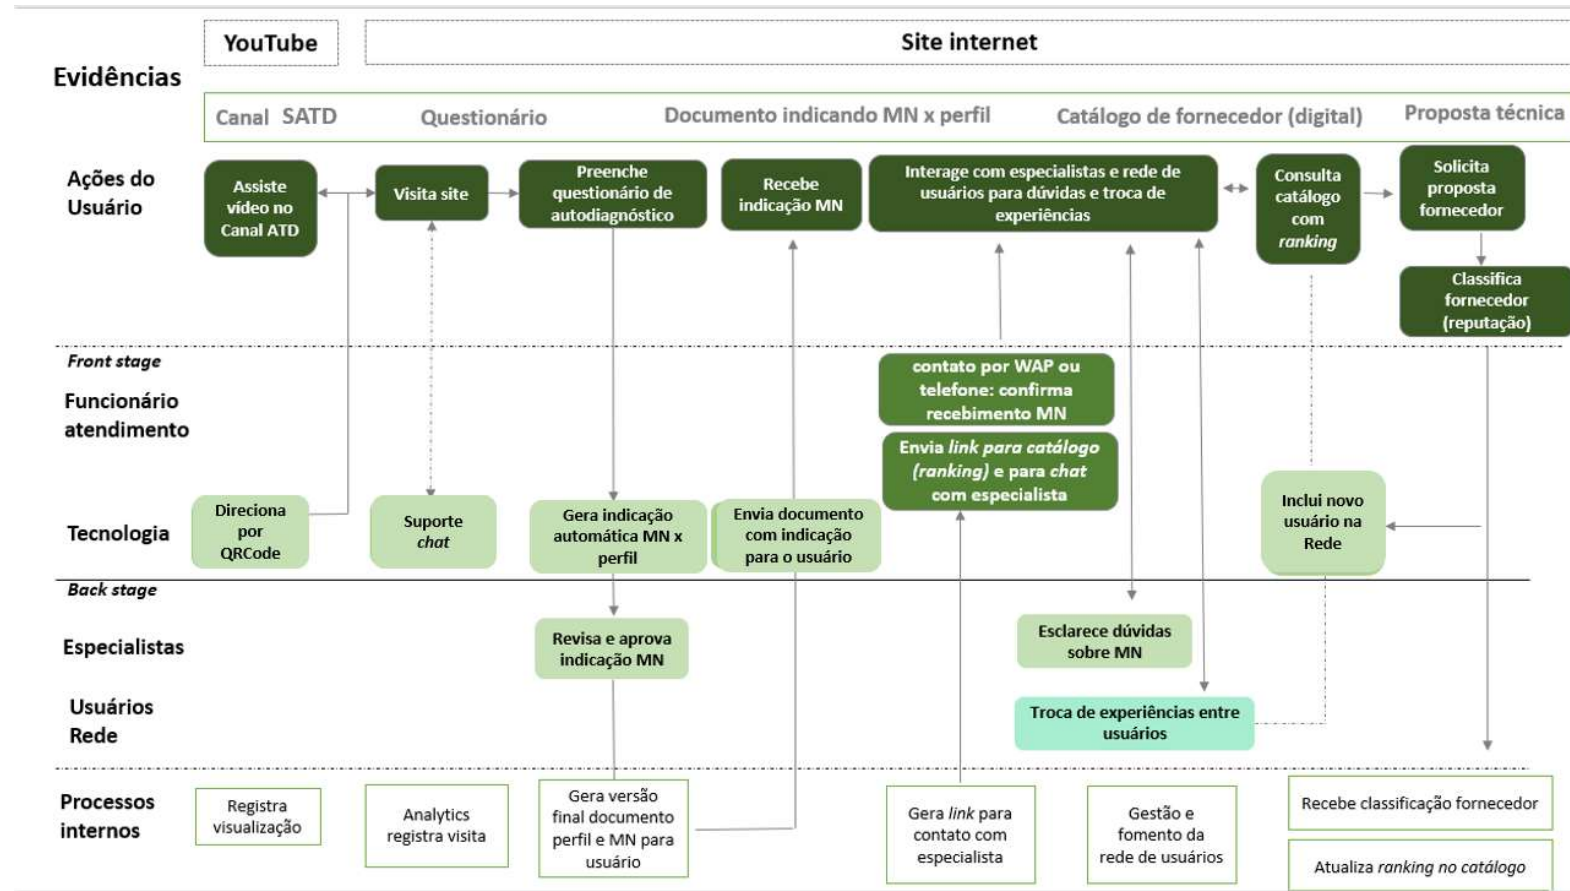 YouTube
Site internet
Evidências
Canal SATD
Questionário
Documento indicando MN x perfil
Catálogo de fornecedor (digital)
Proposta técnica
Ações do
Usuário
Assiste
vídeo no
Canal ATD
Visita site
Preenche
questionário de
autodiagnóstico
Recebe
indicação MN
Interage com especialistas e rede de
usuários para dúvidas e troca de
experiências
Consulta
catálogo
com
ranking
Solicita
proposta
fornecedor
Classifica
fornecedor
(reputação)
Front stage
Funcionário
atendimento
contato por WAP ou
telefone: confirma
recebimento MN
Envia link para catálogo
(ranking) e para chat
com especialista
Tecnologia
Direciona
por
QRCode
Suporte
chat
Gera indicação
automática MN x
perfil
Envia documento
com indicação
para o usuário
Inclui novo
usuário na
Rede
Back stage
Especialistas
Revisa e aprova
indicação MN
Esclarece dúvidas
sobre MN
Usuários
Rede
Troca de experiências entre
usuários
Processos
internos
Registra
visualização
Analytics
registra visita
Gera versão
final documento
perfil e MN para
usuário
Gera link para
contato com
especialista
Gestão e
fomento da
rede de usuários
Recebe classificação fornecedor
Atualiza ranking no catálogo